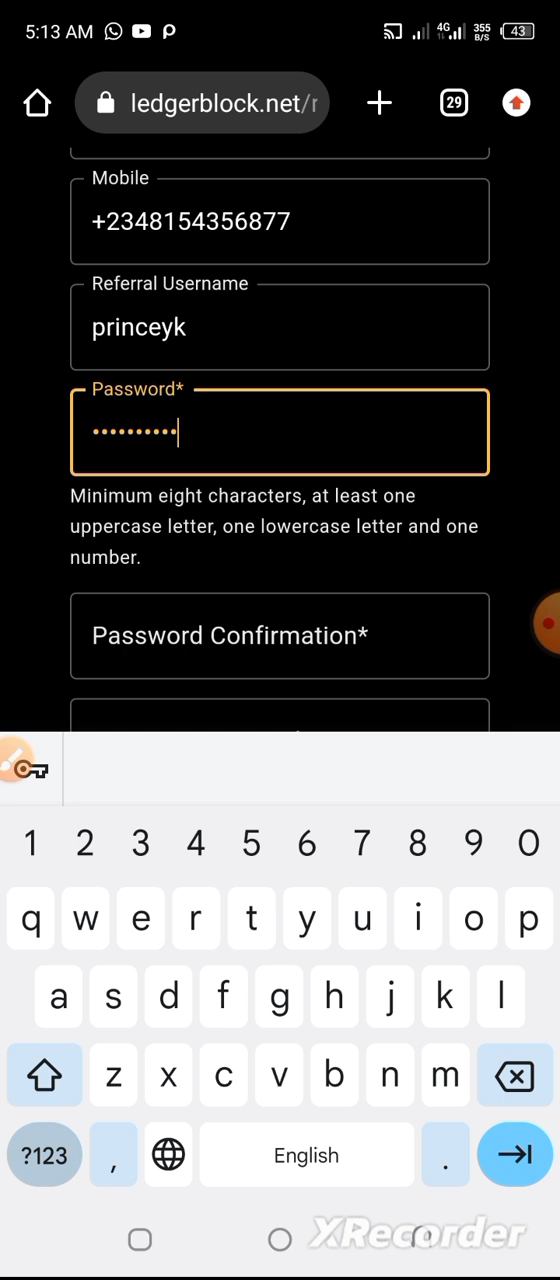 5:13 AM
4G 355 B/S 43
ledgerblock.net/r
29
Mobile
+2348154356877
Referral Username
princeyk
Password*
••••••••••
Minimum eight characters, at least one
uppercase letter, one lowercase letter and one
number.
Password Confirmation*
1 2 3 4 5 6 7 8 9 0
q w e r t y u i o p
a s d f g h j k l
z x c v b n m
?123 , English .
XRecorder